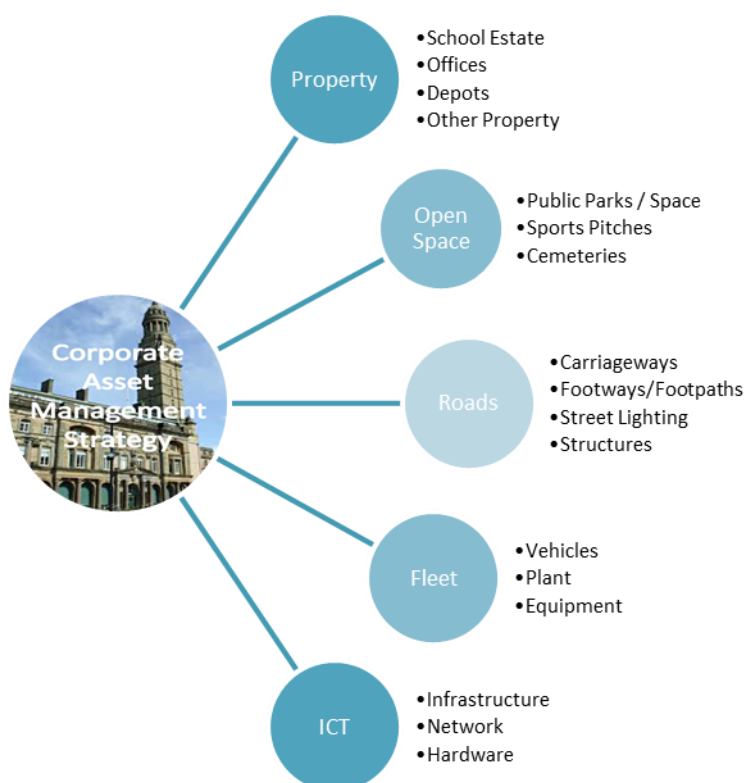 Property
•School Estate
•Offices
•Depots
•Other Property
Open
Space
•Public Parks / Space
•Sports Pitches
•Cemeteries
Corporate
Asset
Management
Strategy
Roads
•Carriageways
•Footways/Footpaths
•Street Lighting
•Structures
Fleet
•Vehicles
•Plant
•Equipment
ICT
•Infrastructure
•Network
•Hardware